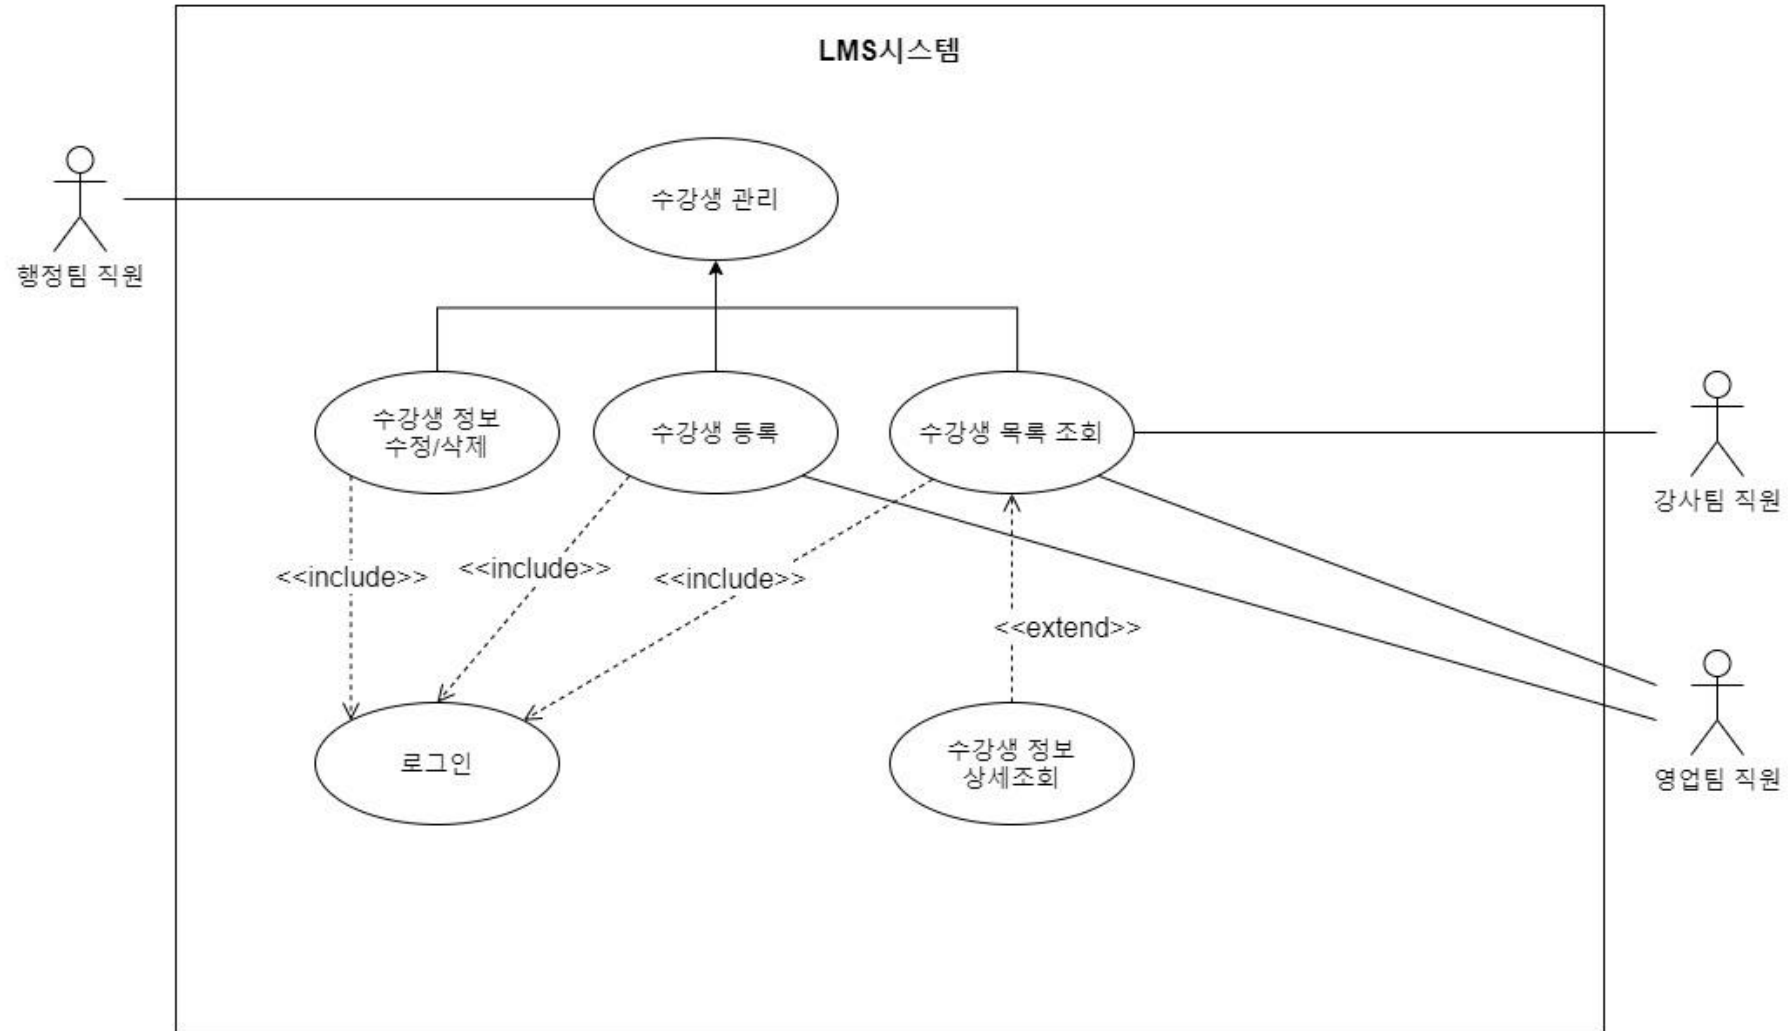 LMS시스템
수강생 관리
행정팀 직원
수강생 정보
수정/삭제
수강생 등록
수강생 목록 조회
강사팀 직원
<<include>>
<<include>>
<<include>>
<<extend>>
로그인
수강생 정보
상세조회
영업팀 직원